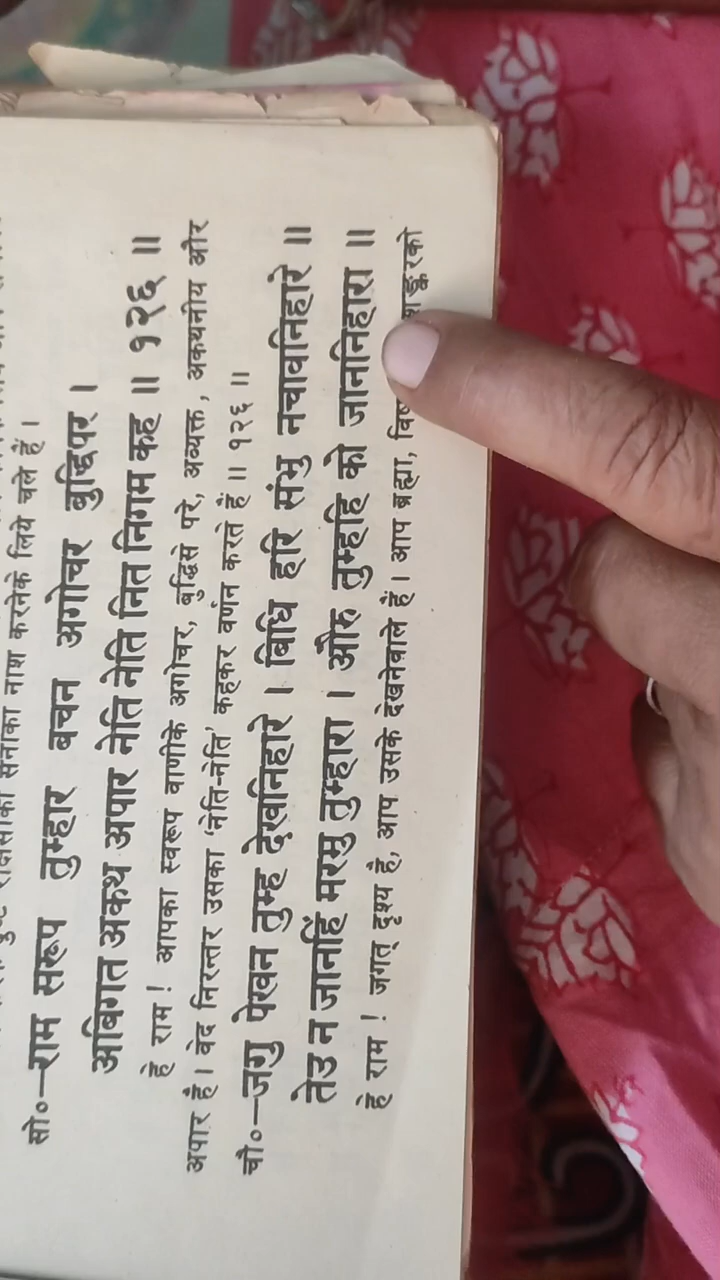 राक्षसोंकी सेनाका नाश करनेके लिये चले हैं।
सो०—राम सरूप तुम्हार बचन अगोचर बुद्धिपर।
अबिगत अकथ अपार नेति नेति नित निगम कह॥ १२६॥
हे राम! आपका स्वरूप वाणीके अगोचर, बुद्धिसे परे, अव्यक्त, अकथनीय और
अपार है। वेद निरन्तर उसका 'नेति-नेति' कहकर वर्णन करते हैं॥ १२६॥
चौ०—जगु पेखन तुम्ह देखनिहारे। बिधि हरि संभु नचावनिहारे॥
तेउ न जानहिं मरमु तुम्हारा। औरु तुम्हहि को जाननिहारा॥
हे राम! जगत् दृश्य है, आप उसके देखनेवाले हैं। आप ब्रह्मा,